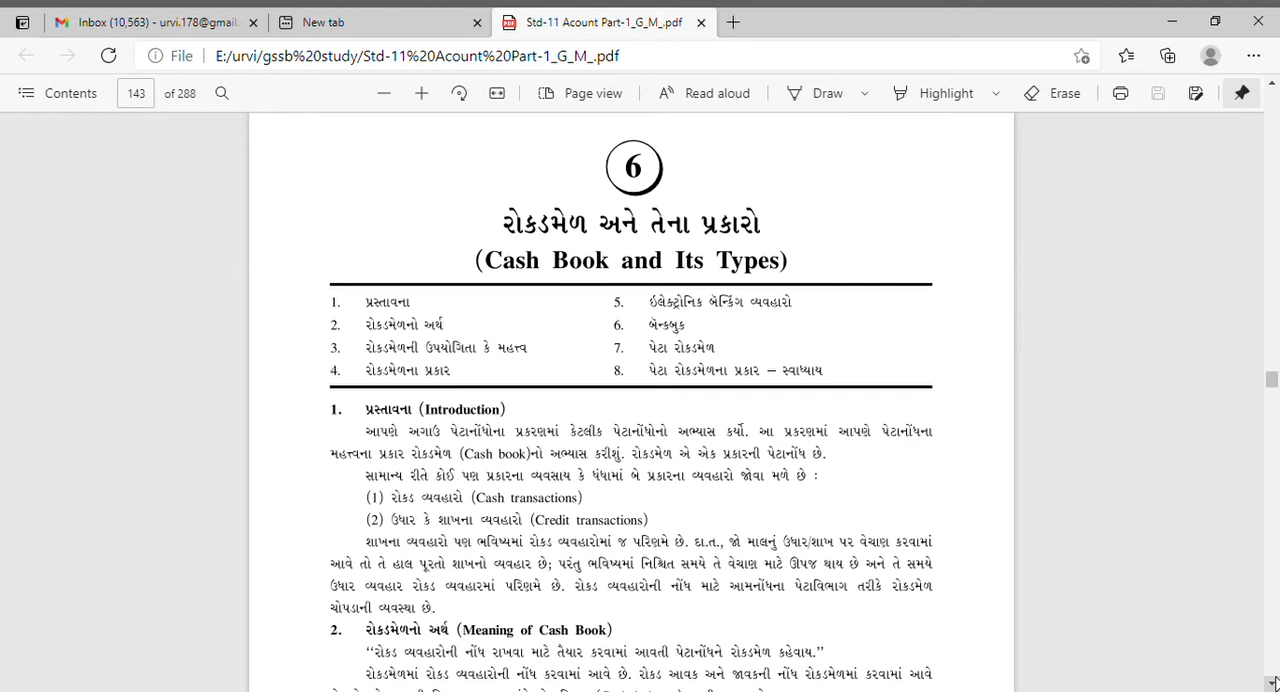 Inbox (10,563) - urvi.178@gmail.
New tab
Std-11 Acount Part-1_G_M_.pdf
File
E:/urvi/gssb%20study/Std-11%20Acount%20Part-1_G_M_.pdf
Contents 143 of 288 Page view Read aloud Draw Highlight Erase
6
રોકડમેળ અને તેના પ્રકારો
(Cash Book and Its Types)
1. પ્રસ્તાવના
2. રોકડમેળનો અર્થ
3. રોકડમેળની ઉપયોગિતા કે મહત્ત્વ
4. રોકડમેળના પ્રકાર
5. ઇલેક્ટ્રોનિક બૅન્કિંગ વ્યવહારો
6. બૅન્કબુક
7. પેટા રોકડમેળ
8. પેટા રોકડમેળના પ્રકાર – સ્વાધ્યાય
1. પ્રસ્તાવના (Introduction)
આપણે અગાઉ પેટાનોંધોના પ્રકરણમાં કેટલીક પેટાનોંધોનો અભ્યાસ કર્યો. આ પ્રકરણમાં આપણે પેટાનોંધના
મહત્ત્વના પ્રકાર રોકડમેળ (Cash book)નો અભ્યાસ કરીશું. રોકડમેળ એ એક પ્રકારની પેટાનોંધ છે.
સામાન્ય રીતે કોઈ પણ પ્રકારના વ્યવસાય કે ધંધામાં બે પ્રકારના વ્યવહારો જોવા મળે છે :
(1) રોકડ વ્યવહારો (Cash transactions)
(2) ઉધાર કે શાખના વ્યવહારો (Credit transactions)
શાખના વ્યવહારો પણ ભવિષ્યમાં રોકડ વ્યવહારોમાં જ પરિણમે છે. દા.ત., જો માલનું ઉધાર/શાખ પર વેચાણ કરવામાં
આવે તો તે હાલ પૂરતો શાખનો વ્યવહાર છે; પરંતુ ભવિષ્યમાં નિશ્ચિત સમયે તે વેચાણ માટે ઊપજ થાય છે અને તે સમયે
ઉધાર વ્યવહાર રોકડ વ્યવહારમાં પરિણમે છે. રોકડ વ્યવહારોની નોંધ માટે આમનોંધના પેટાવિભાગ તરીકે રોકડમેળ
ચોપડાની વ્યવસ્થા છે.
2. રોકડમેળનો અર્થ (Meaning of Cash Book)
‘‘રોકડ વ્યવહારોની નોંધ રાખવા માટે તૈયાર કરવામાં આવતી પેટાનોંધને રોકડમેળ કહેવાય.’’
રોકડમેળમાં રોકડ વ્યવહારોની નોંધ કરવામાં આવે છે. રોકડ આવક અને જાવકની નોંધ રોકડમેળમાં કરવામાં આવે